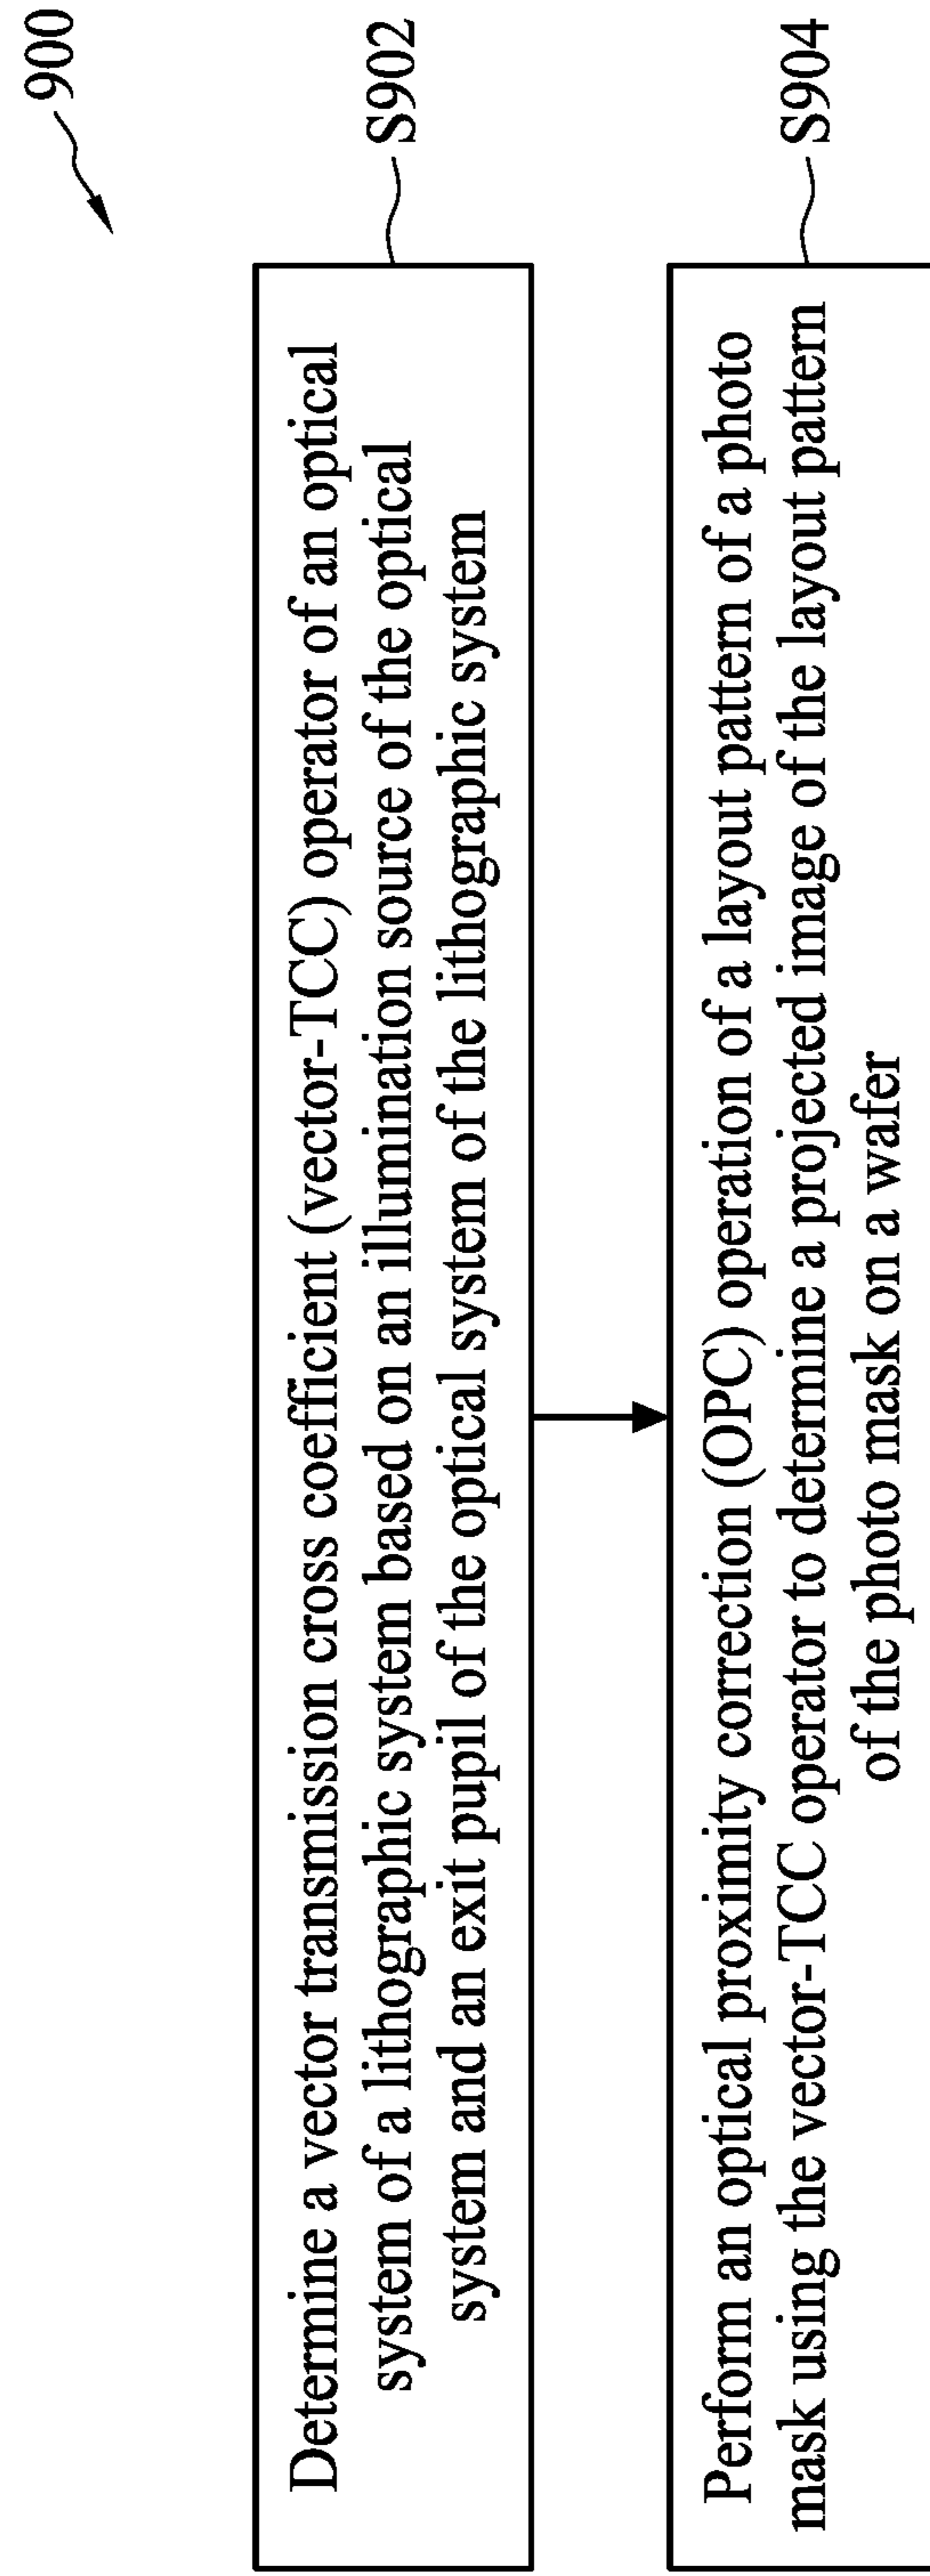 900
Determine a vector transmission cross coefficient (vector-TCC) operator of an optical
system of a lithographic system based on an illumination source of the optical
system and an exit pupil of the optical system of the lithographic system
S902
Perform an optical proximity correction (OPC) operation of a layout pattern of a photo
mask using the vector-TCC operator to determine a projected image of the layout pattern
of the photo mask on a wafer
S904